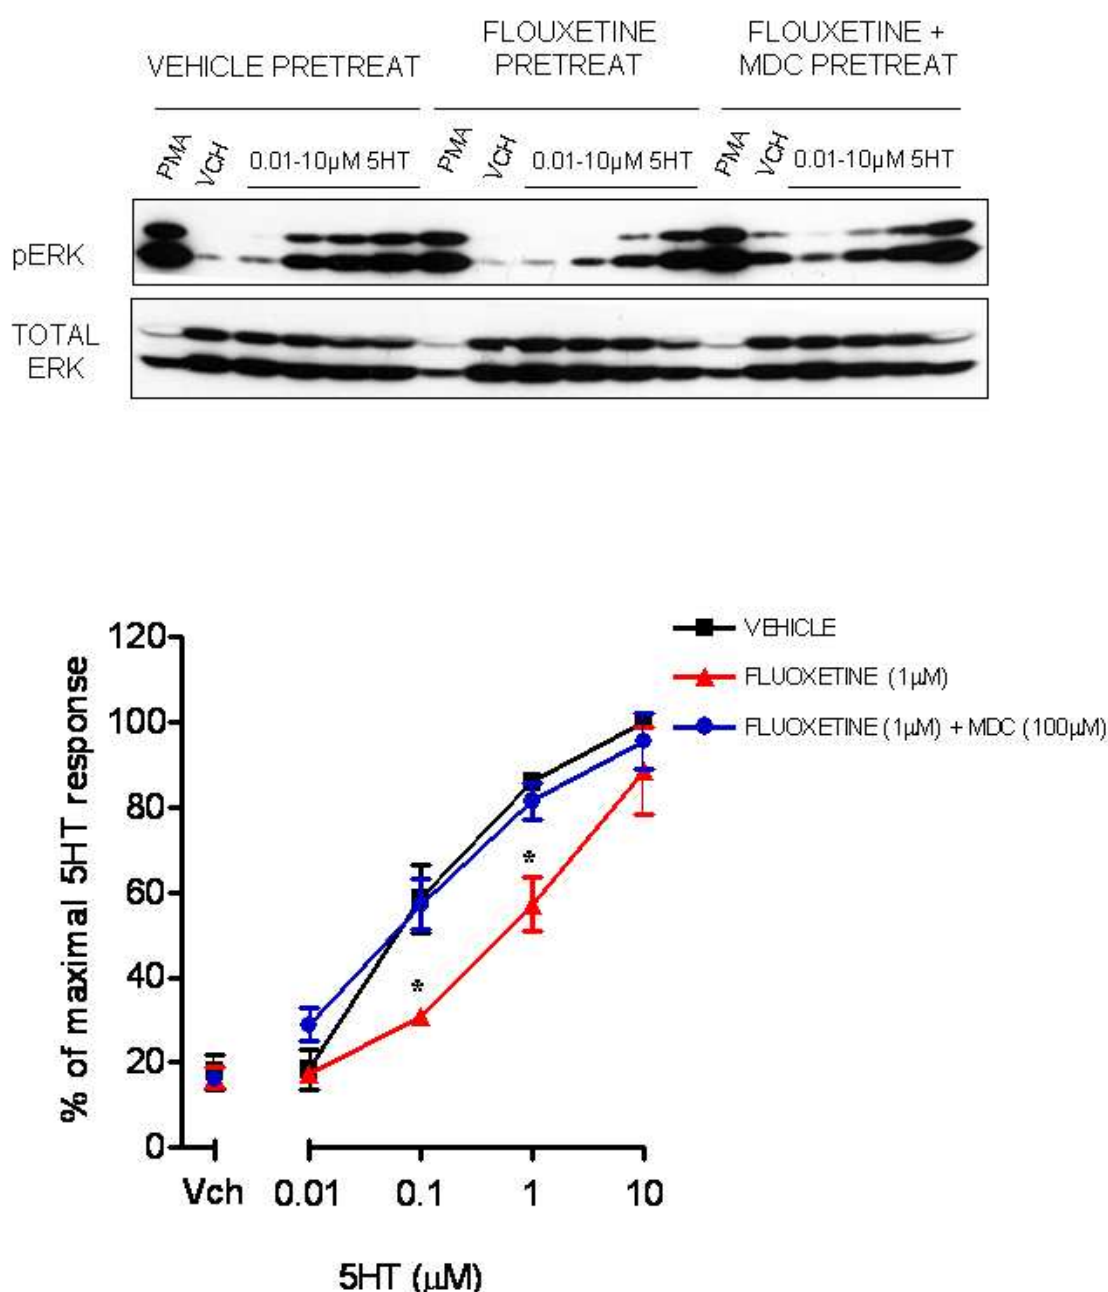 VEHICLE PRETREAT
FLOUXETINE
PRETREAT
FLOUXETINE +
MDC PRETREAT
PMA VCH 0.01-10µM 5HT PMA VCH 0.01-10µM 5HT PMA VCH 0.01-10µM 5HT
pERK
TOTAL
ERK
VEHICLE
FLUOXETINE (1µM)
FLUOXETINE (1µM) + MDC (100µM)
% of maximal 5HT response
120
100
80
60
40
20
0
*
*
Vch 0.01 0.1 1 10
5HT (µM)